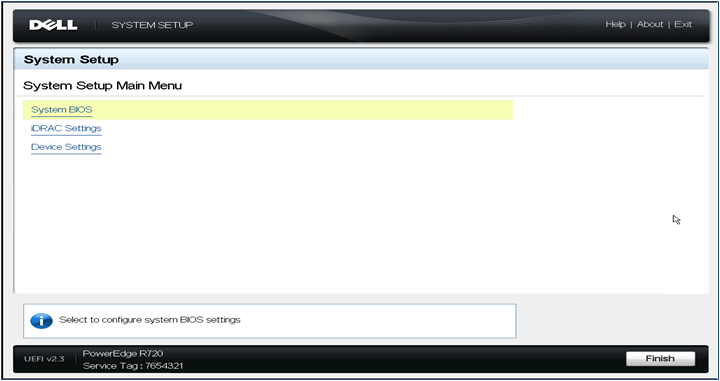 DELL SYSTEM SETUP Help | About | Exit
System Setup
System Setup Main Menu
System BIOS
iDRAC Settings
Device Settings
Select to configure system BIOS settings
UEFI v2.3
PowerEdge R720
Service Tag : 7654321
Finish